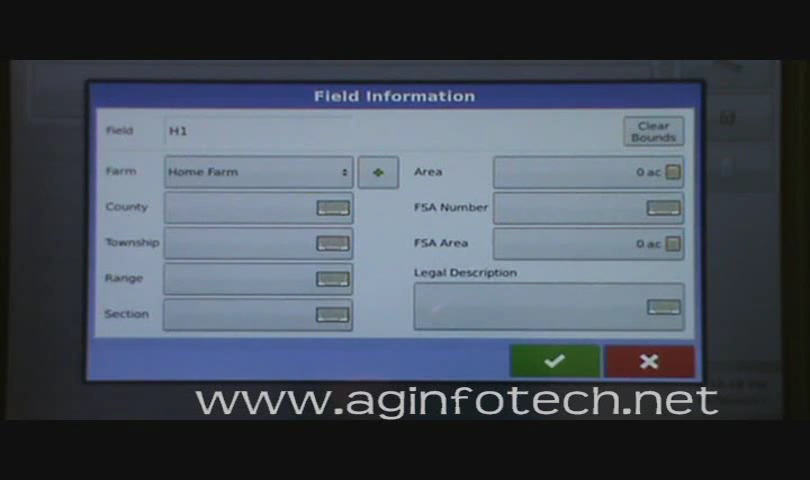 Field Information
Field H1 Clear Bounds
Farm Home Farm Area 0 ac
County FSA Number
Township FSA Area 0 ac
Range Legal Description
Section
www.aginfotech.net